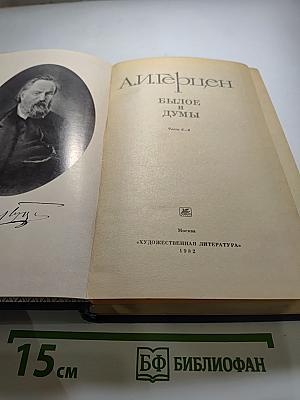 А.И.Герцен
БЫЛОЕ
И
ДУМЫ
Москва
«ХУДОЖЕСТВЕННАЯ ЛИТЕРАТУРА»
1982
15 см
БФ БИБЛИОФАН